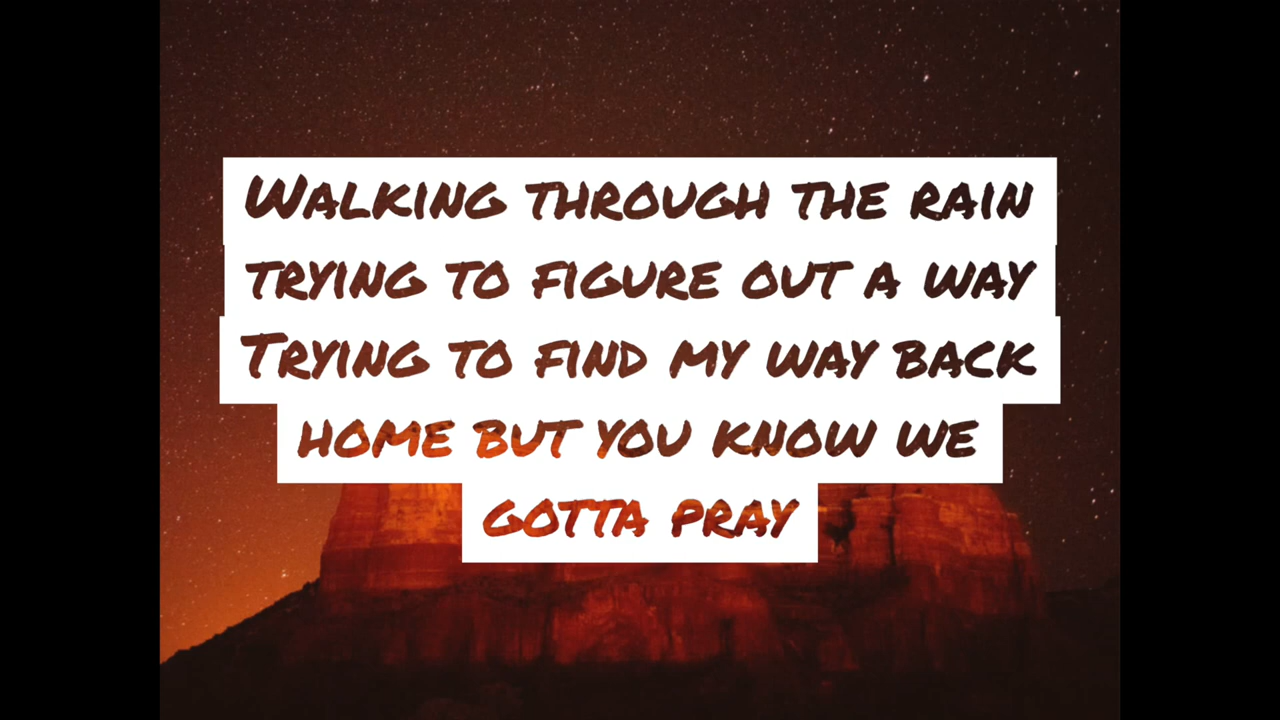 Walking through the rain
trying to figure out a way
Trying to find my way back
home but you know we
gotta pray